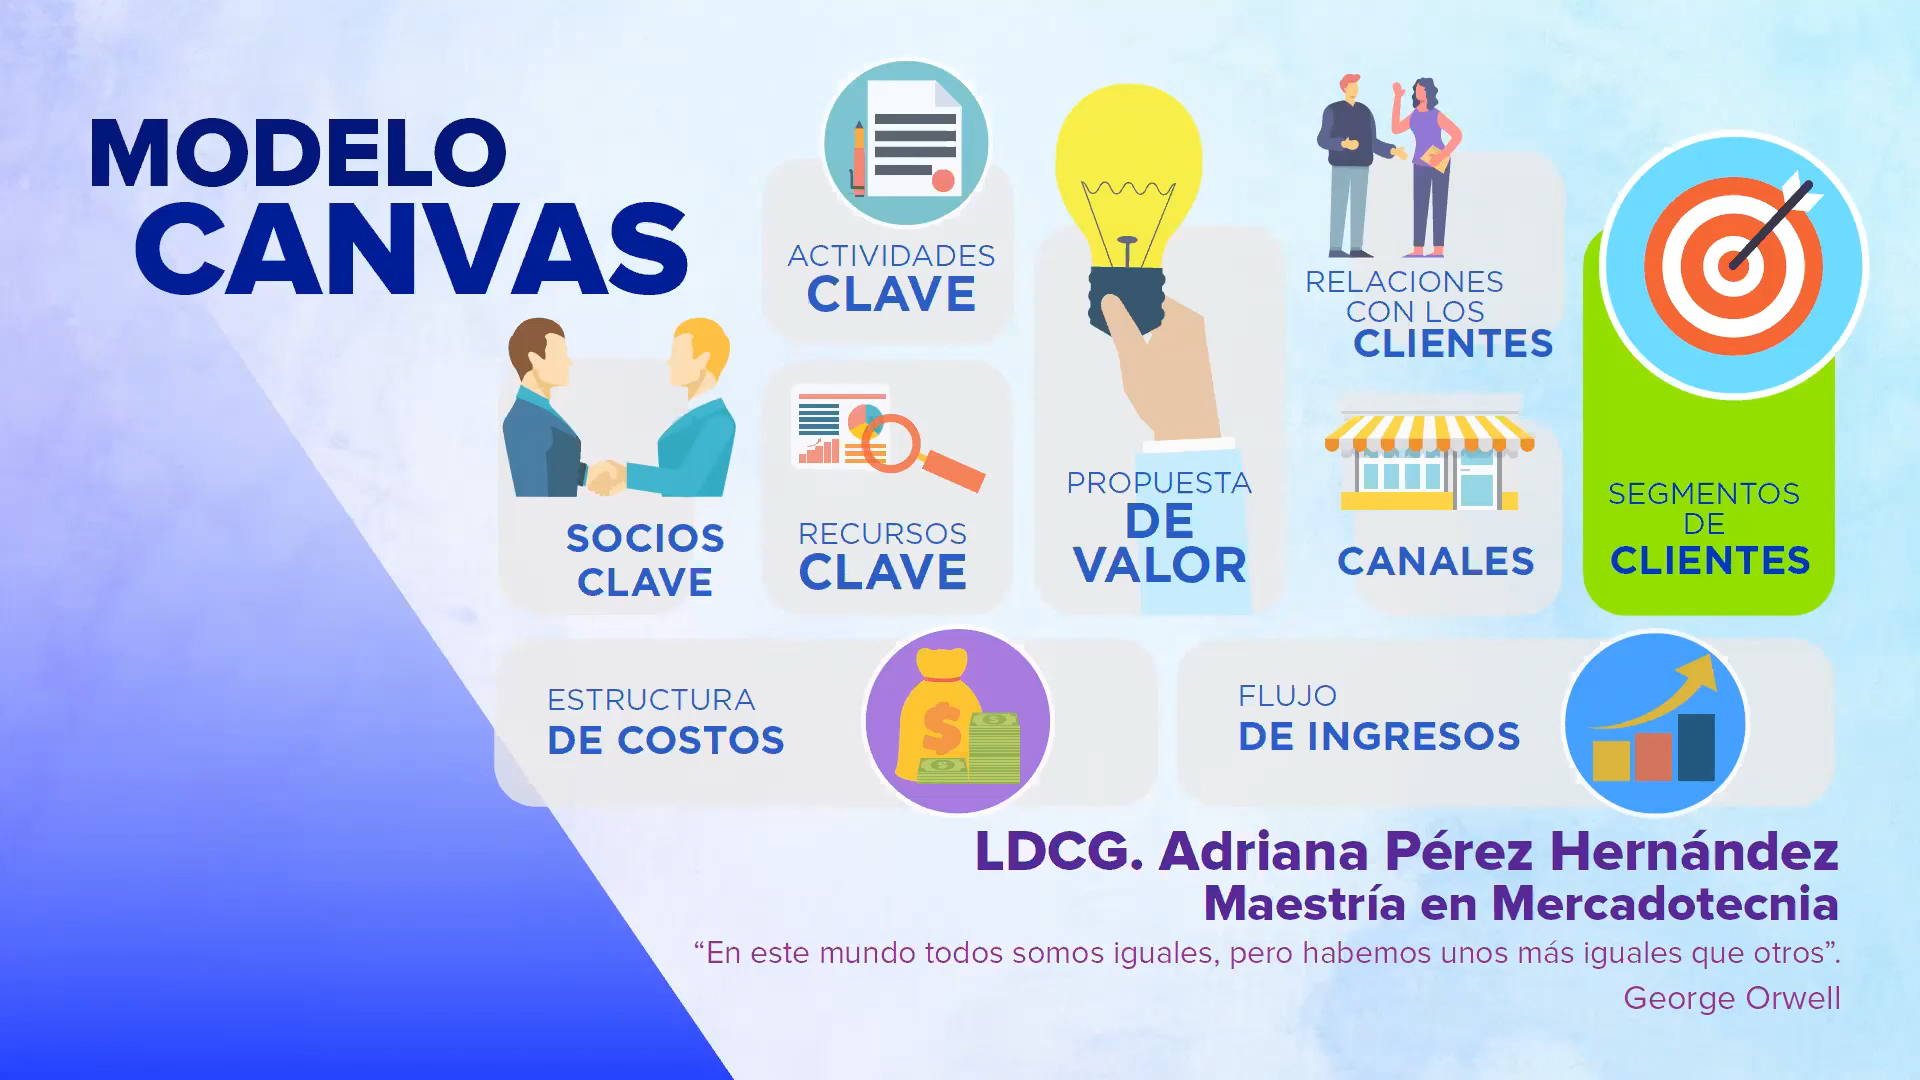 MODELO
CANVAS
ACTIVIDADES
CLAVE
RELACIONES
CON LOS
CLIENTES
SOCIOS
CLAVE
RECURSOS
CLAVE
PROPUESTA
DE
VALOR
CANALES
SEGMENTOS
DE
CLIENTES
ESTRUCTURA
DE COSTOS
FLUJO
DE INGRESOS
LDCG. Adriana Pérez Hernández
Maestría en Mercadotecnia
“En este mundo todos somos iguales, pero habemos unos más iguales que otros”.
George Orwell